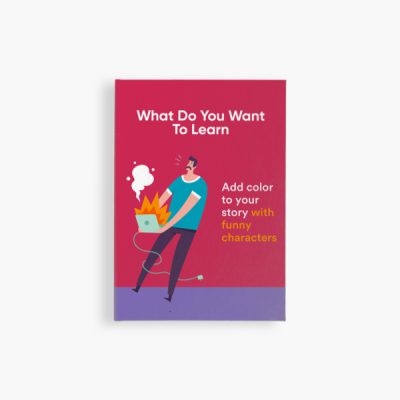 What Do You Want
To Learn
Add color
to your
story with
funny
characters